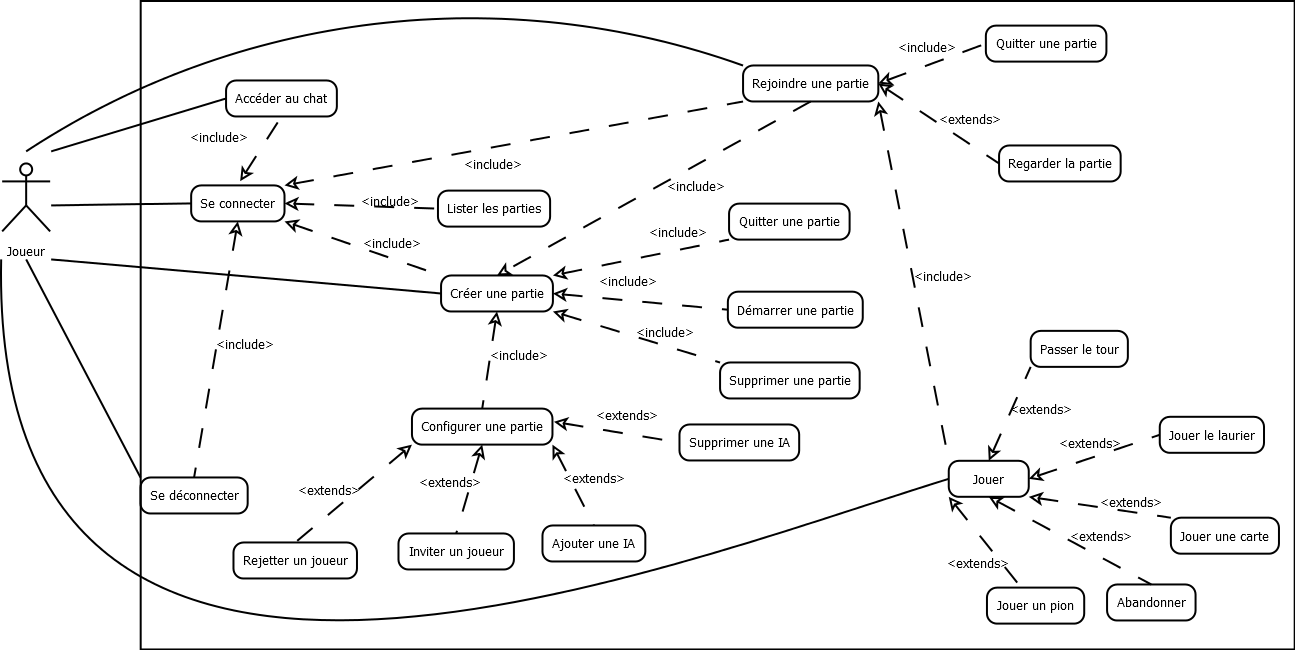 Quitter une partie
<include>
Rejoindre une partie
Accéder au chat
<extends>
<include>
Regarder la partie
<include>
<include>
Se connecter
<include>
Lister les parties
Quitter une partie
<include>
<include>
Joueur
<include>
<include>
Créer une partie
Démarrer une partie
<include>
<include>
Passer le tour
<include>
Supprimer une partie
<extends>
<extends>
Configurer une partie
Jouer le laurier
<extends>
Supprimer une IA
<extends>
Jouer
<extends>
<extends>
Se déconnecter
<extends>
Jouer une carte
<extends>
Ajouter une IA
Inviter un joueur
Rejetter un joueur
<extends>
Abandonner
Jouer un pion